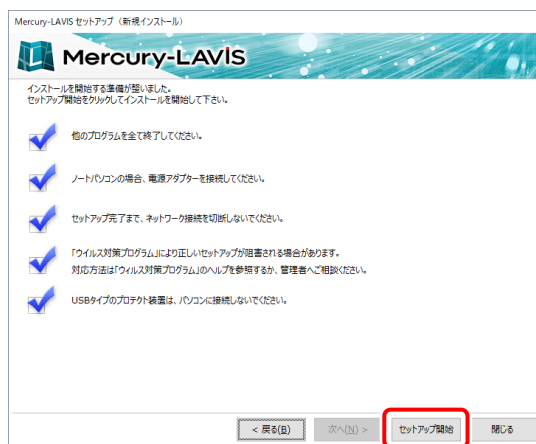 Mercury-LAVIS セットアップ（新規インストール）
Mercury-LAVIS
インストールを開始する準備が整いました。
セットアップ開始をクリックしてインストールを開始して下さい。
他のプログラムを全て終了してください。
ノートパソコンの場合、電源アダプターを接続してください。
セットアップ完了まで、ネットワーク接続を切断しないでください。
「ウイルス対策プログラム」により正しいセットアップが阻害される場合があります。
対応方法は「ウィルス対策プログラム」のヘルプを参照するか、管理者へご相談ください。
USBタイプのプロテクト装置は、パソコンに接続しないでください。
< 戻る(B) 次へ(N) > セットアップ開始 閉じる